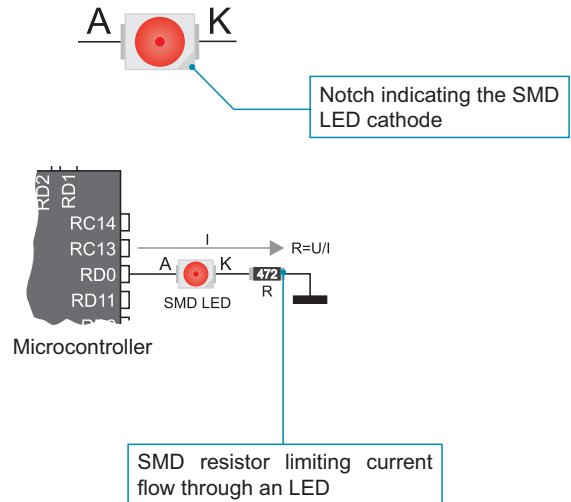 A K
Notch indicating the SMD
LED cathode
RD2
RD1
RC14
RC13
I
R=U/I
RD0
A
K
472
RD11
SMD LED
R
Microcontroller
SMD resistor limiting current
flow through an LED